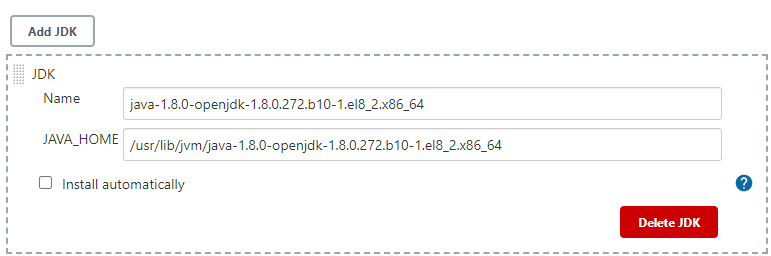 Add JDK
JDK
Name
java-1.8.0-openjdk-1.8.0.272.b10-1.el8_2.x86_64
JAVA_HOME
/usr/lib/jvm/java-1.8.0-openjdk-1.8.0.272.b10-1.el8_2.x86_64
Install automatically
?
Delete JDK